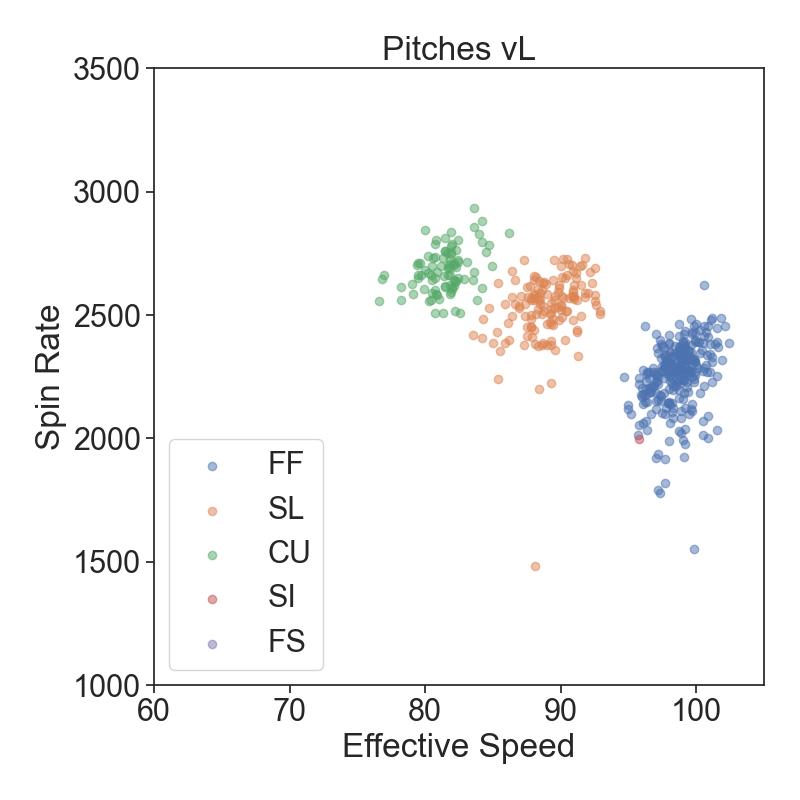 Pitches vL
3500
3000
2500
2000
1500
1000
Spin Rate
FF
SL
CU
SI
FS
60 70 80 90 100
Effective Speed